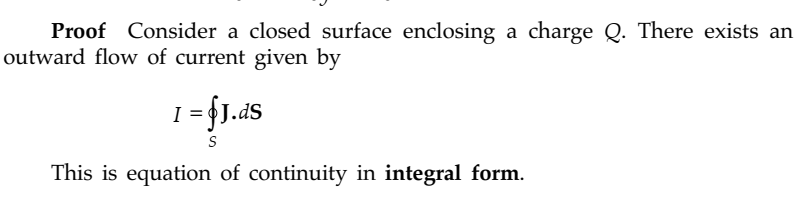 Proof Consider a closed surface enclosing a charge Q. There exists an
outward flow of current given by
I = ∮J.dS
S
This is equation of continuity in integral form.